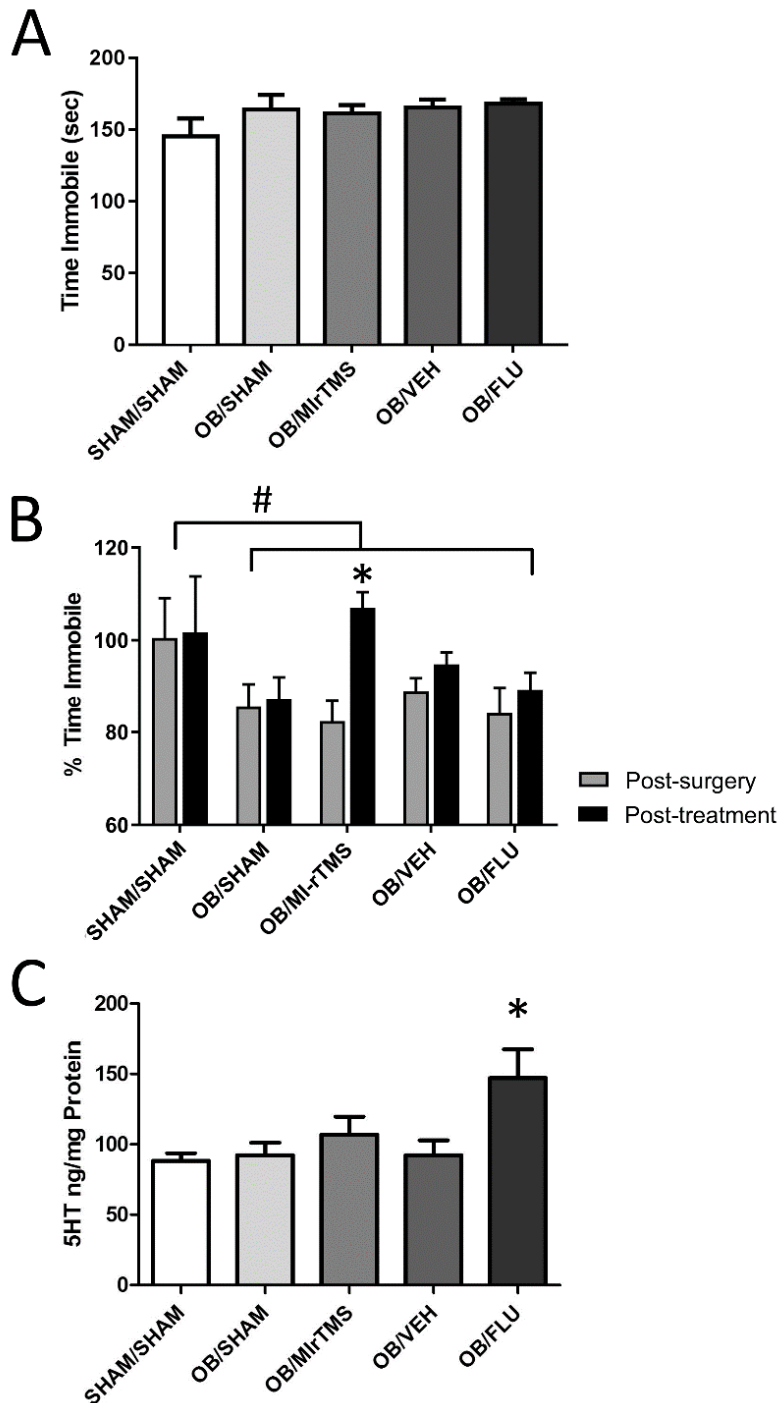 A
200
150
100
50
0
Time Immobile (sec)
SHAM/SHAM
OB/SHAM
OB/MIrTMS
OB/VEH
OB/FLU
B
#
120
*
100
80
60
% Time Immobile
Post-surgery
Post-treatment
SHAM/SHAM
OB/SHAM
OB/MI-rTMS
OB/VEH
OB/FLU
C
200
*
150
100
50
0
5HT ng/mg Protein
SHAM/SHAM
OB/SHAM
OB/MIrTMS
OB/VEH
OB/FLU